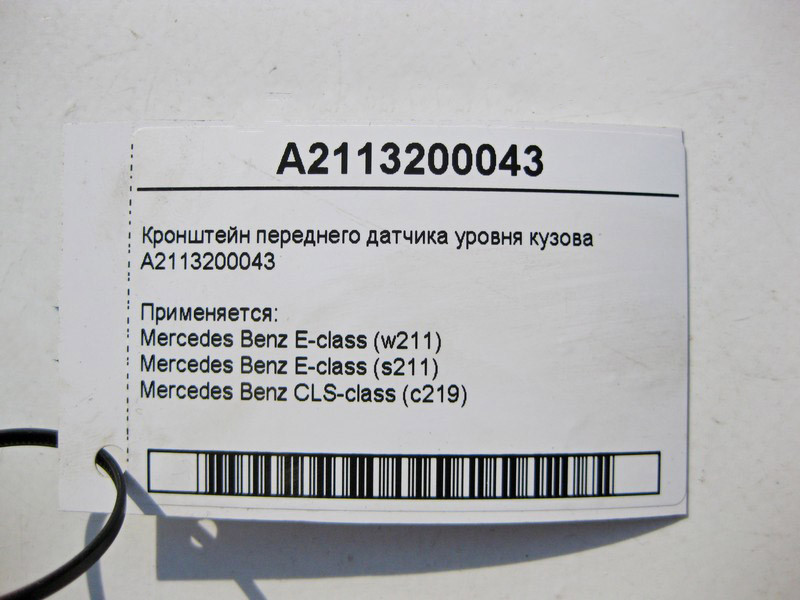 A2113200043
Кронштейн переднего датчика уровня кузова
A2113200043
Применяется:
Mercedes Benz E-class (w211)
Mercedes Benz E-class (s211)
Mercedes Benz CLS-class (c219)